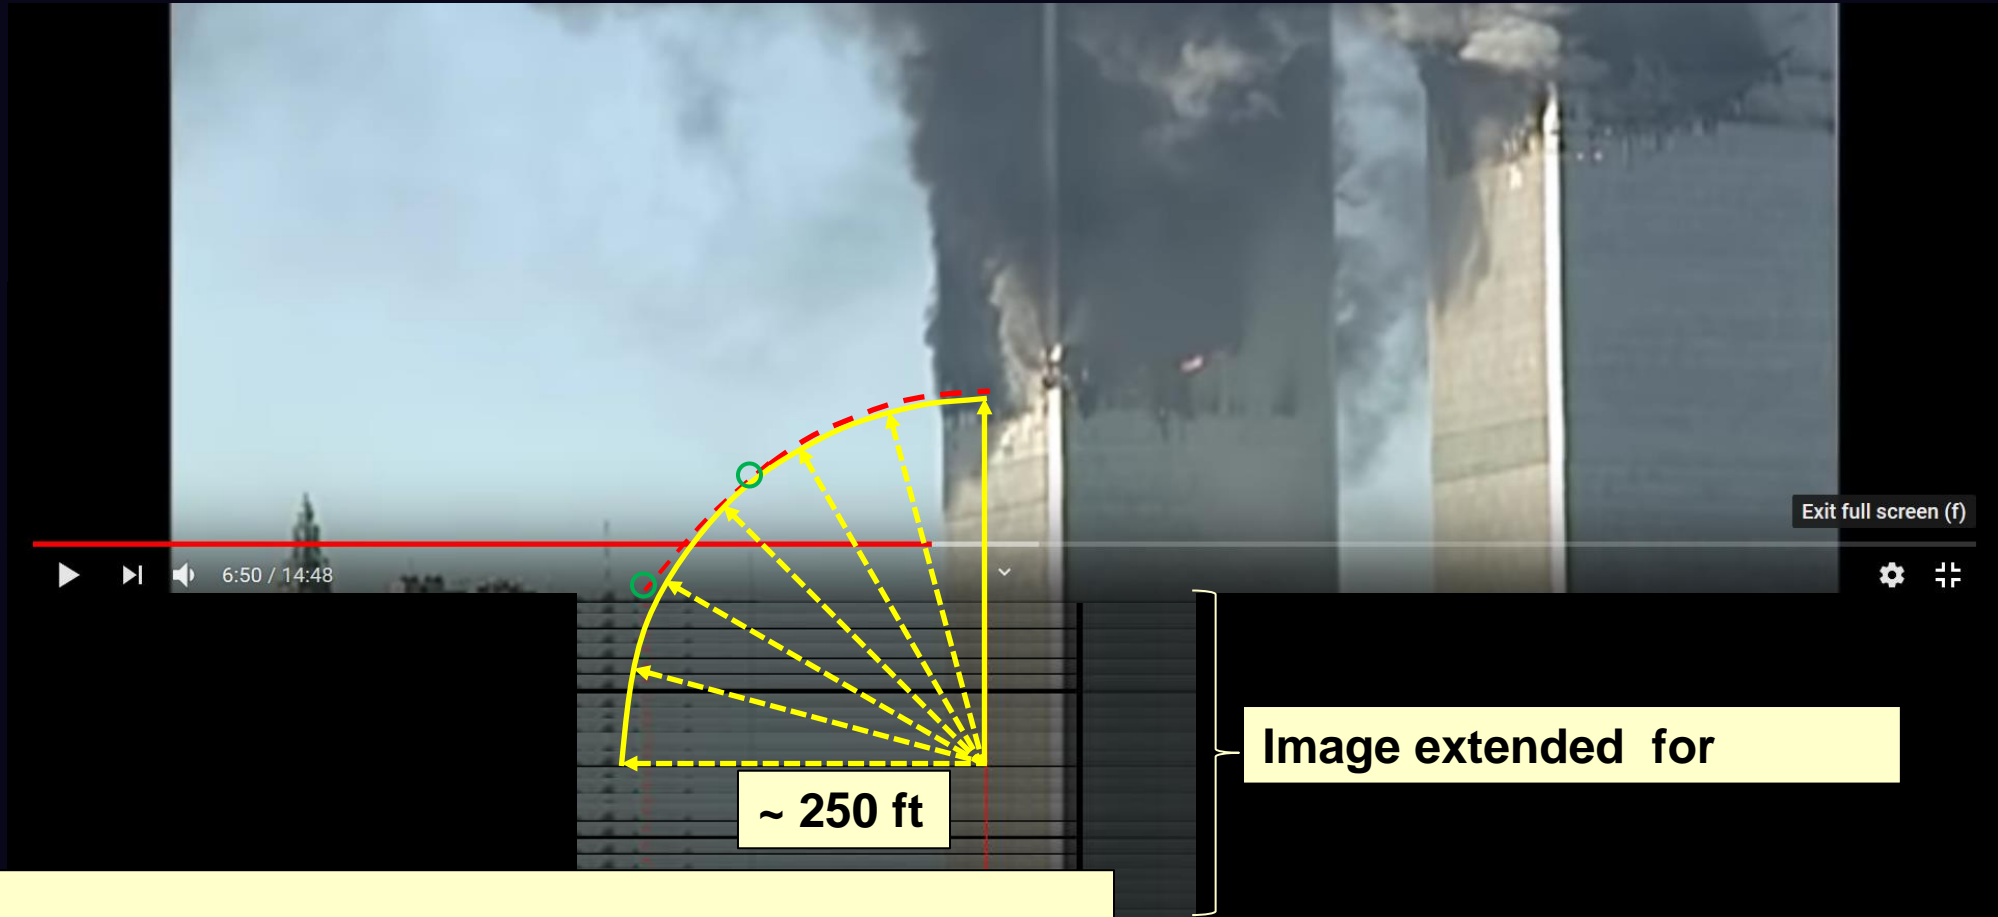 Exit full screen (f)
6:50 / 14:48
Image extended  for
~ 250 ft